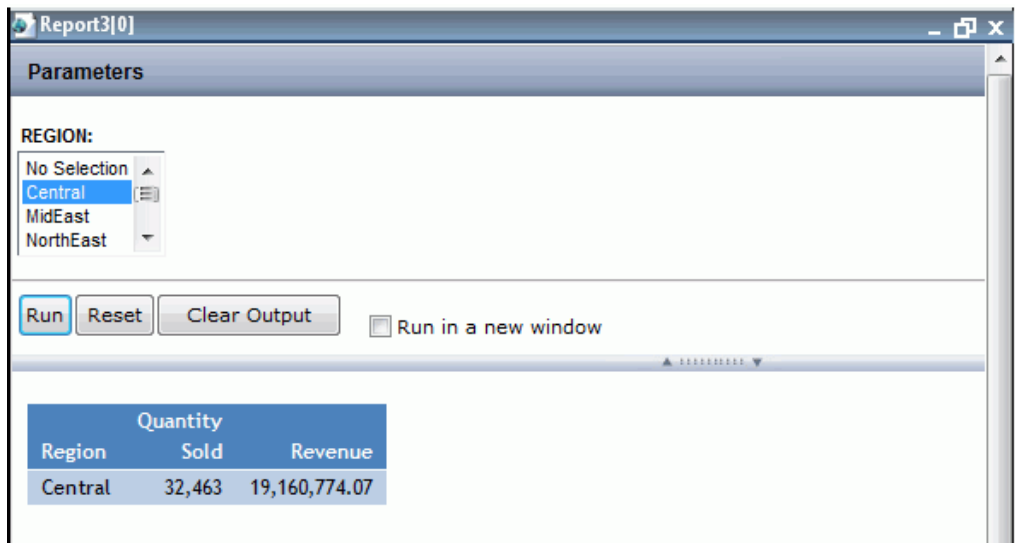 Report3[0]
Parameters
REGION:
No Selection
Central
MidEast
NorthEast
Run Reset Clear Output Run in a new window
Quantity
Region Sold Revenue
Central 32,463 19,160,774.07